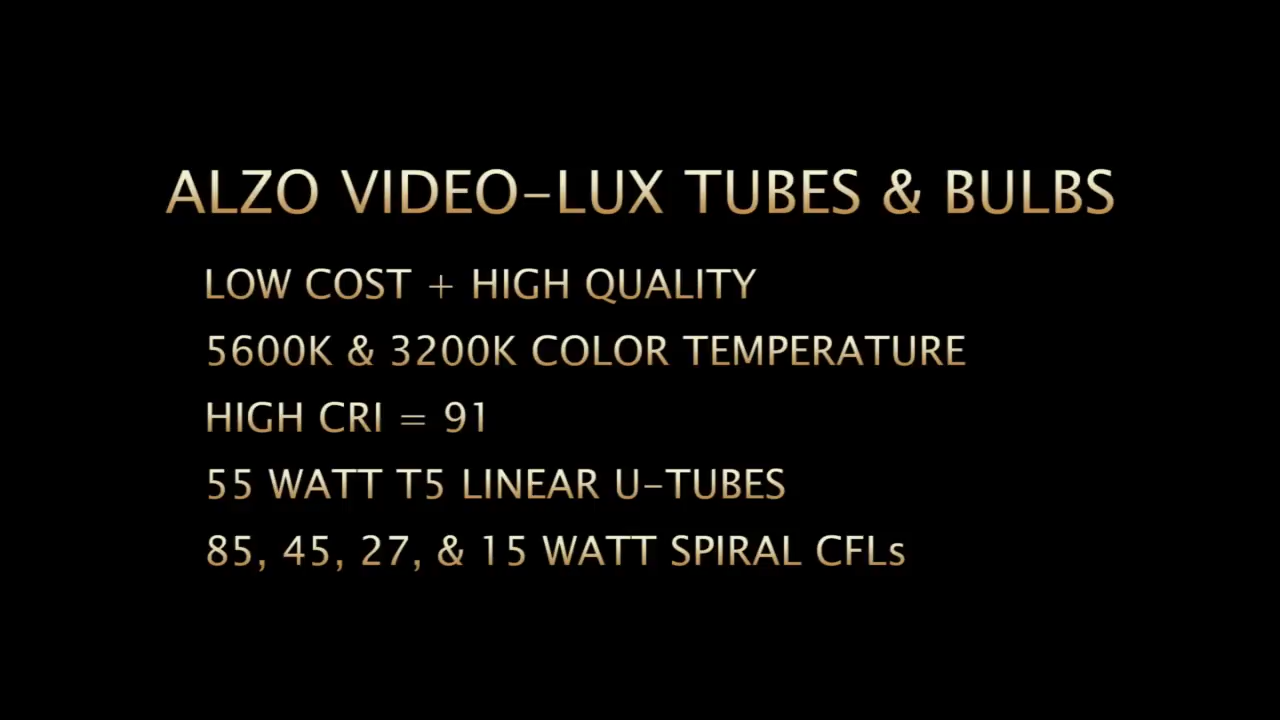 ALZO VIDEO-LUX TUBES & BULBS
LOW COST + HIGH QUALITY
5600K & 3200K COLOR TEMPERATURE
HIGH CRI = 91
55 WATT T5 LINEAR U-TUBES
85, 45, 27, & 15 WATT SPIRAL CFLs